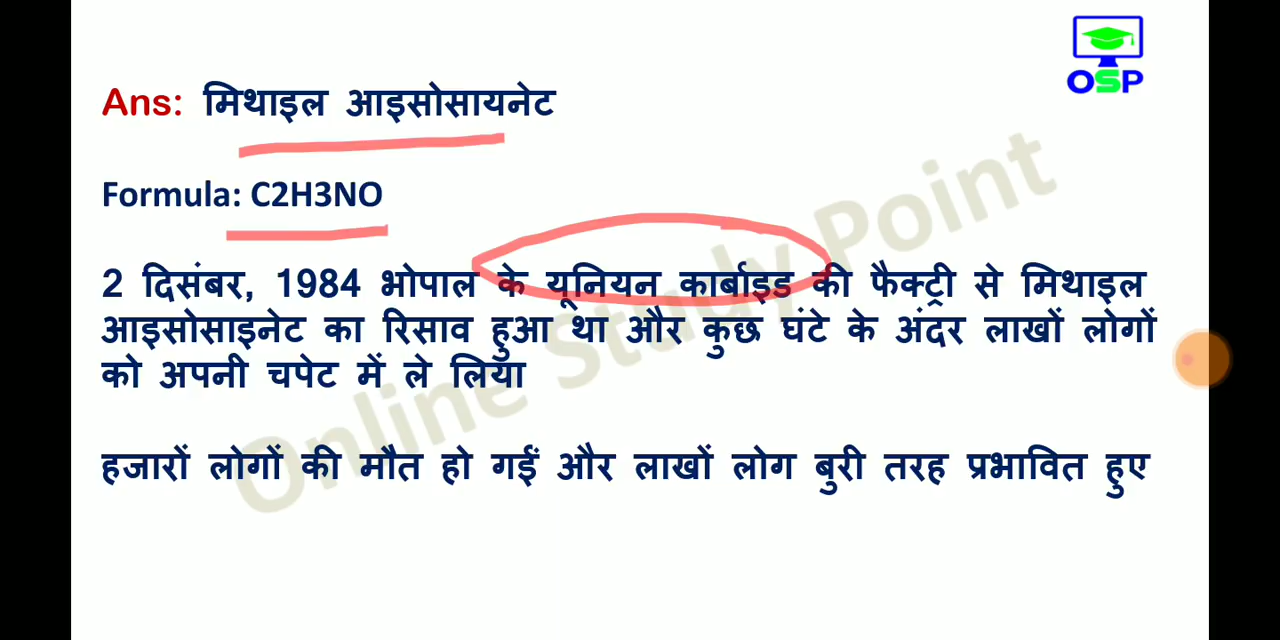 OSP
Ans: मिथाइल आइसोसायनेट
Formula: C2H3NO
2 दिसंबर, 1984 भोपाल के यूनियन कार्बाइड की फैक्ट्री से मिथाइल
आइसोसाइनेट का रिसाव हुआ था और कुछ घंटे के अंदर लाखों लोगों
को अपनी चपेट में ले लिया
हजारों लोगों की मौत हो गईं और लाखों लोग बुरी तरह प्रभावित हुए
Online Study Point